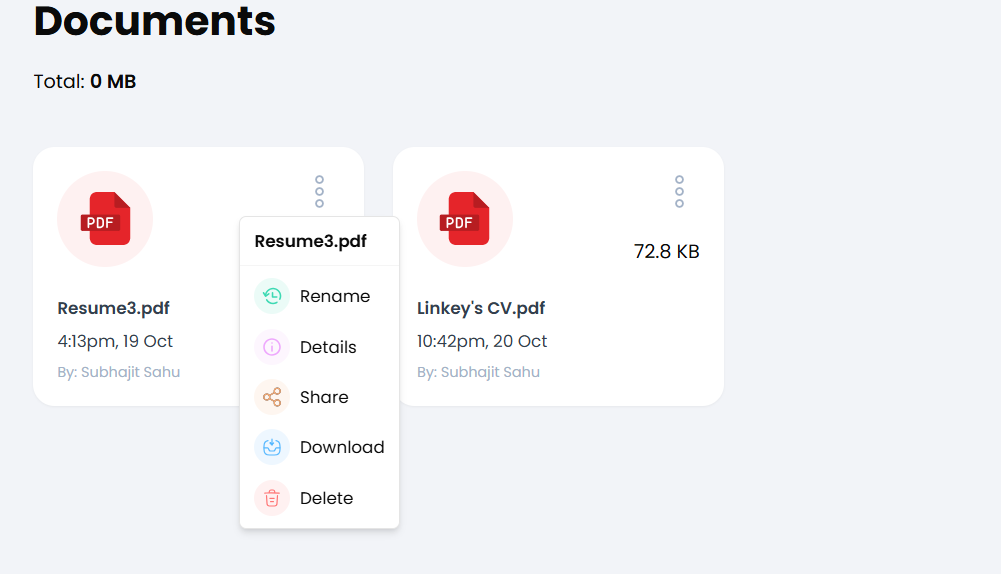 Documents
Total: 0 MB
PDF
Resume3.pdf
4:13pm, 19 Oct
By: Subhajit Sahu
Resume3.pdf
Rename
Details
Share
Download
Delete
PDF
72.8 KB
Linkey's CV.pdf
10:42pm, 20 Oct
By: Subhajit Sahu